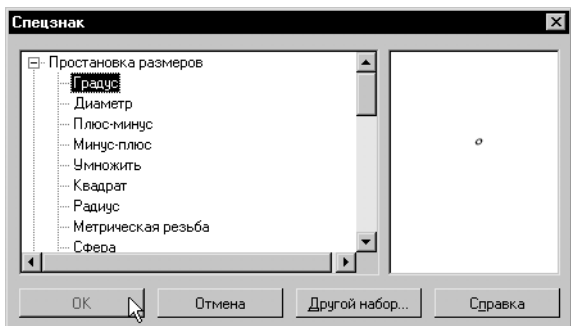 Спецзнак
Простановка размеров
Градус
Диаметр
Плюс-минус
Минус-плюс
Умножить
Квадрат
Радиус
Метрическая резьба
Сфера
OK
Отмена
Другой набор...
Справка